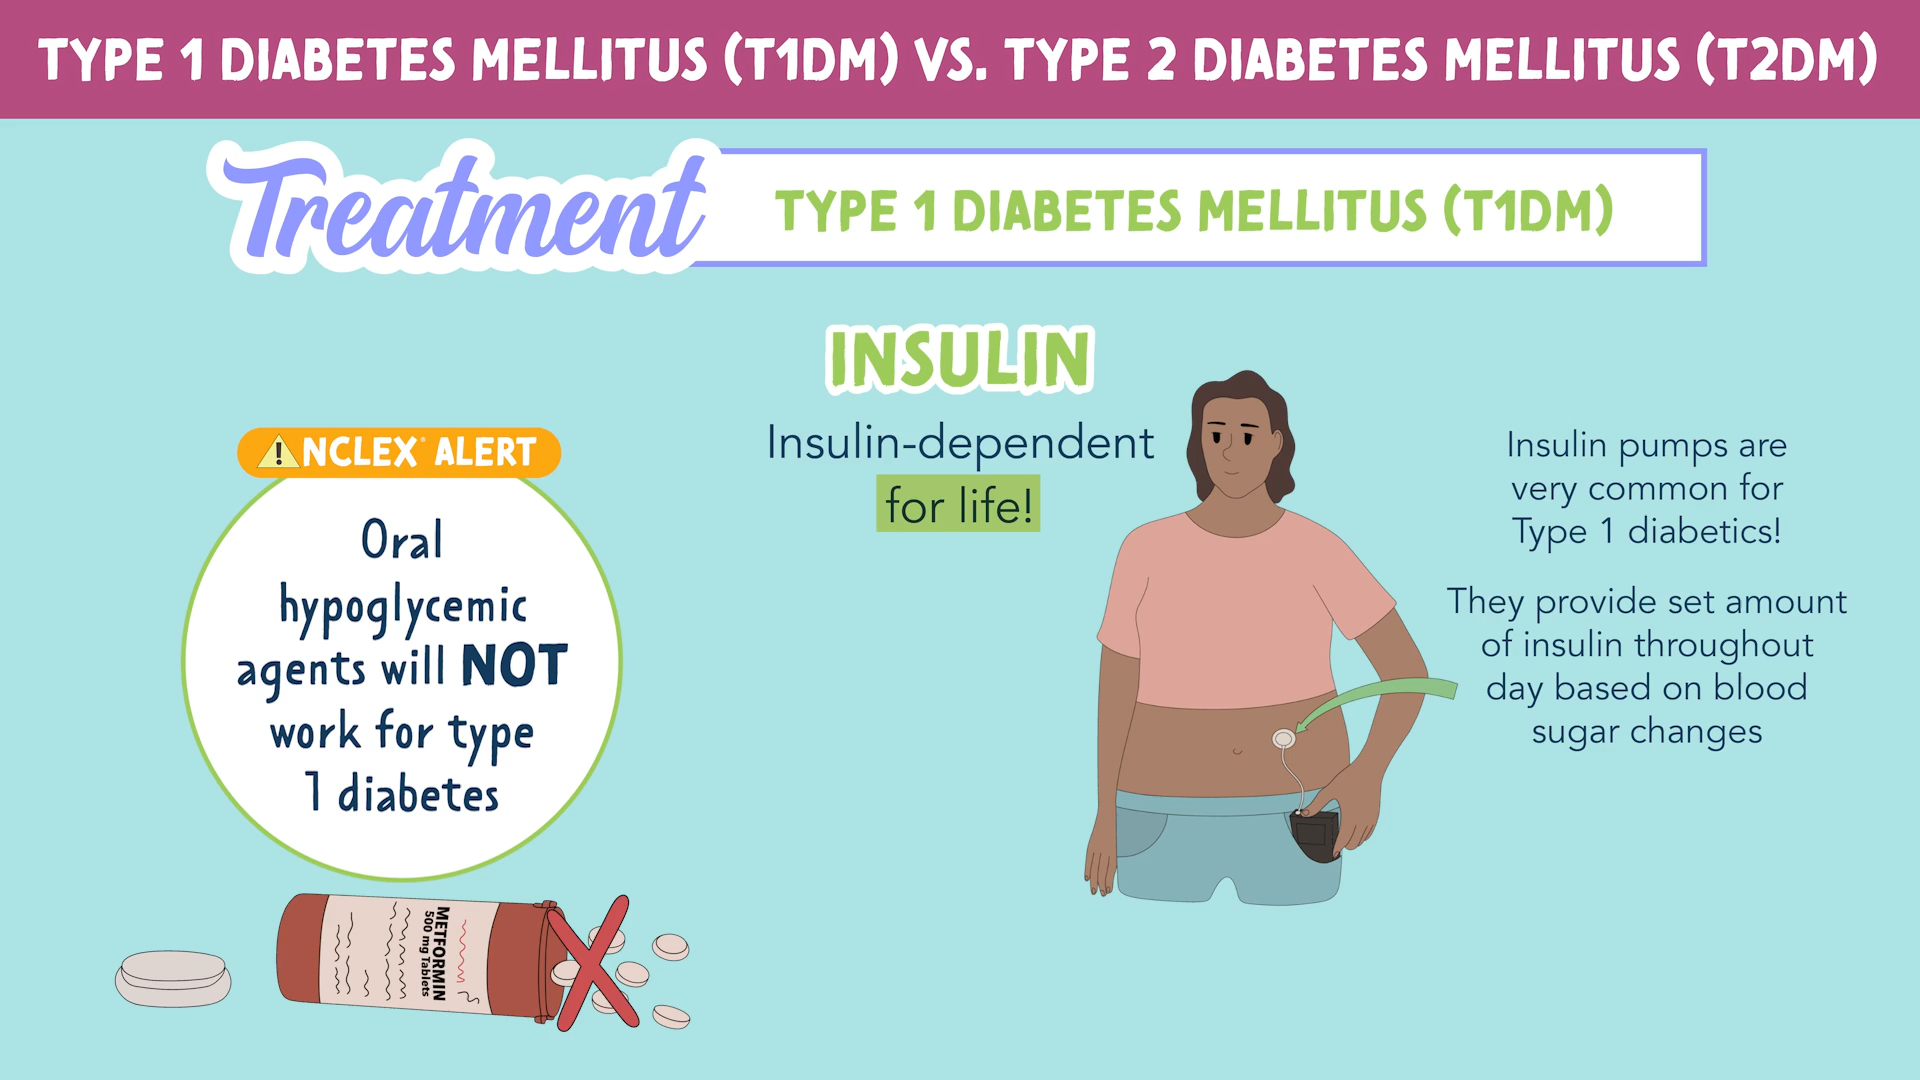 TYPE 1 DIABETES MELLITUS (T1DM) VS. TYPE 2 DIABETES MELLITUS (T2DM)
Treatment
TYPE 1 DIABETES MELLITUS (T1DM)
INSULIN
Insulin-dependent
for life!
NCLEX® ALERT
Oral
hypoglycemic
agents will NOT
work for type
1 diabetes
METFORMIN
500 mg Tablets
Insulin pumps are
very common for
Type 1 diabetics!
They provide set amount
of insulin throughout
day based on blood
sugar changes